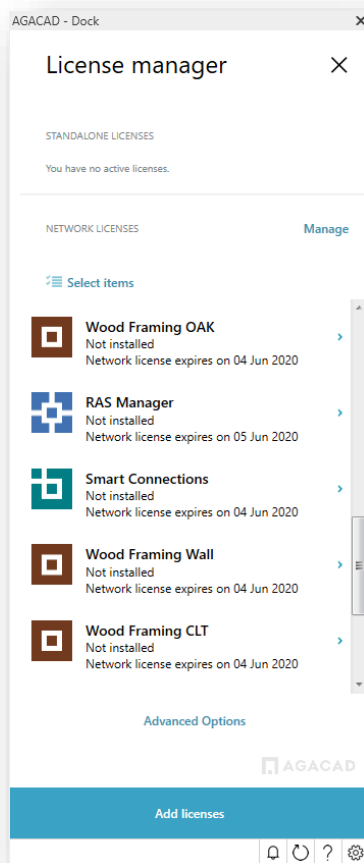 AGACAD - Dock
License manager
STANDALONE LICENSES
You have no active licenses.
NETWORK LICENSES
Manage
Select items
Wood Framing OAK
Not installed
Network license expires on 04 Jun 2020
RAS Manager
Not installed
Network license expires on 05 Jun 2020
Smart Connections
Not installed
Network license expires on 04 Jun 2020
Wood Framing Wall
Not installed
Network license expires on 04 Jun 2020
Wood Framing CLT
Not installed
Network license expires on 04 Jun 2020
Advanced Options
AGACAD
Add licenses